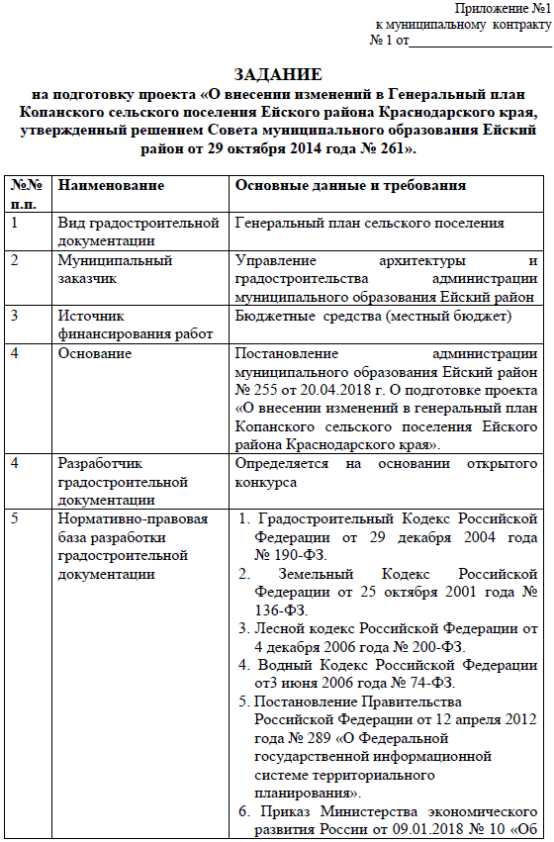 Приложение №1
к муниципальному контракту
№ 1 от____________________
ЗАДАНИЕ
на подготовку проекта «О внесении изменений в Генеральный план
Копанского сельского поселения Ейского района Краснодарского края,
утвержденный решением Совета муниципального образования Ейский
район от 29 октября 2014 года № 261».
№№
п.п.
Наименование
Основные данные и требования
1
Вид градостроительной
документации
Генеральный план сельского поселения
2
Муниципальный
заказчик
Управление архитектуры и
градостроительства администрации
муниципального образования Ейский район
3
Источник
финансирования работ
Бюджетные средства (местный бюджет)
4
Основание
Постановление администрации
муниципального образования Ейский район
№ 255 от 20.04.2018 г. О подготовке проекта
«О внесении изменений в генеральный план
Копанского сельского поселения Ейского
района Краснодарского края».
4
Разработчик
градостроительной
документации
Определяется на основании открытого
конкурса
5
Нормативно-правовая
база разработки
градостроительной
документации
1. Градостроительный Кодекс Российской
Федерации от 29 декабря 2004 года
№ 190-ФЗ.
2. Земельный Кодекс Российской
Федерации от 25 октября 2001 года №
136-ФЗ.
3. Лесной кодекс Российской Федерации от
4 декабря 2006 года № 200-ФЗ.
4. Водный Кодекс Российской Федерации
от3 июня 2006 года № 74-ФЗ.
5. Постановление Правительства
Российской Федерации от 12 апреля 2012
года № 289 «О Федеральной
государственной информационной
системе территориального
планирования».
6. Приказ Министерства экономического
развития России от 09.01.2018 № 10 «Об